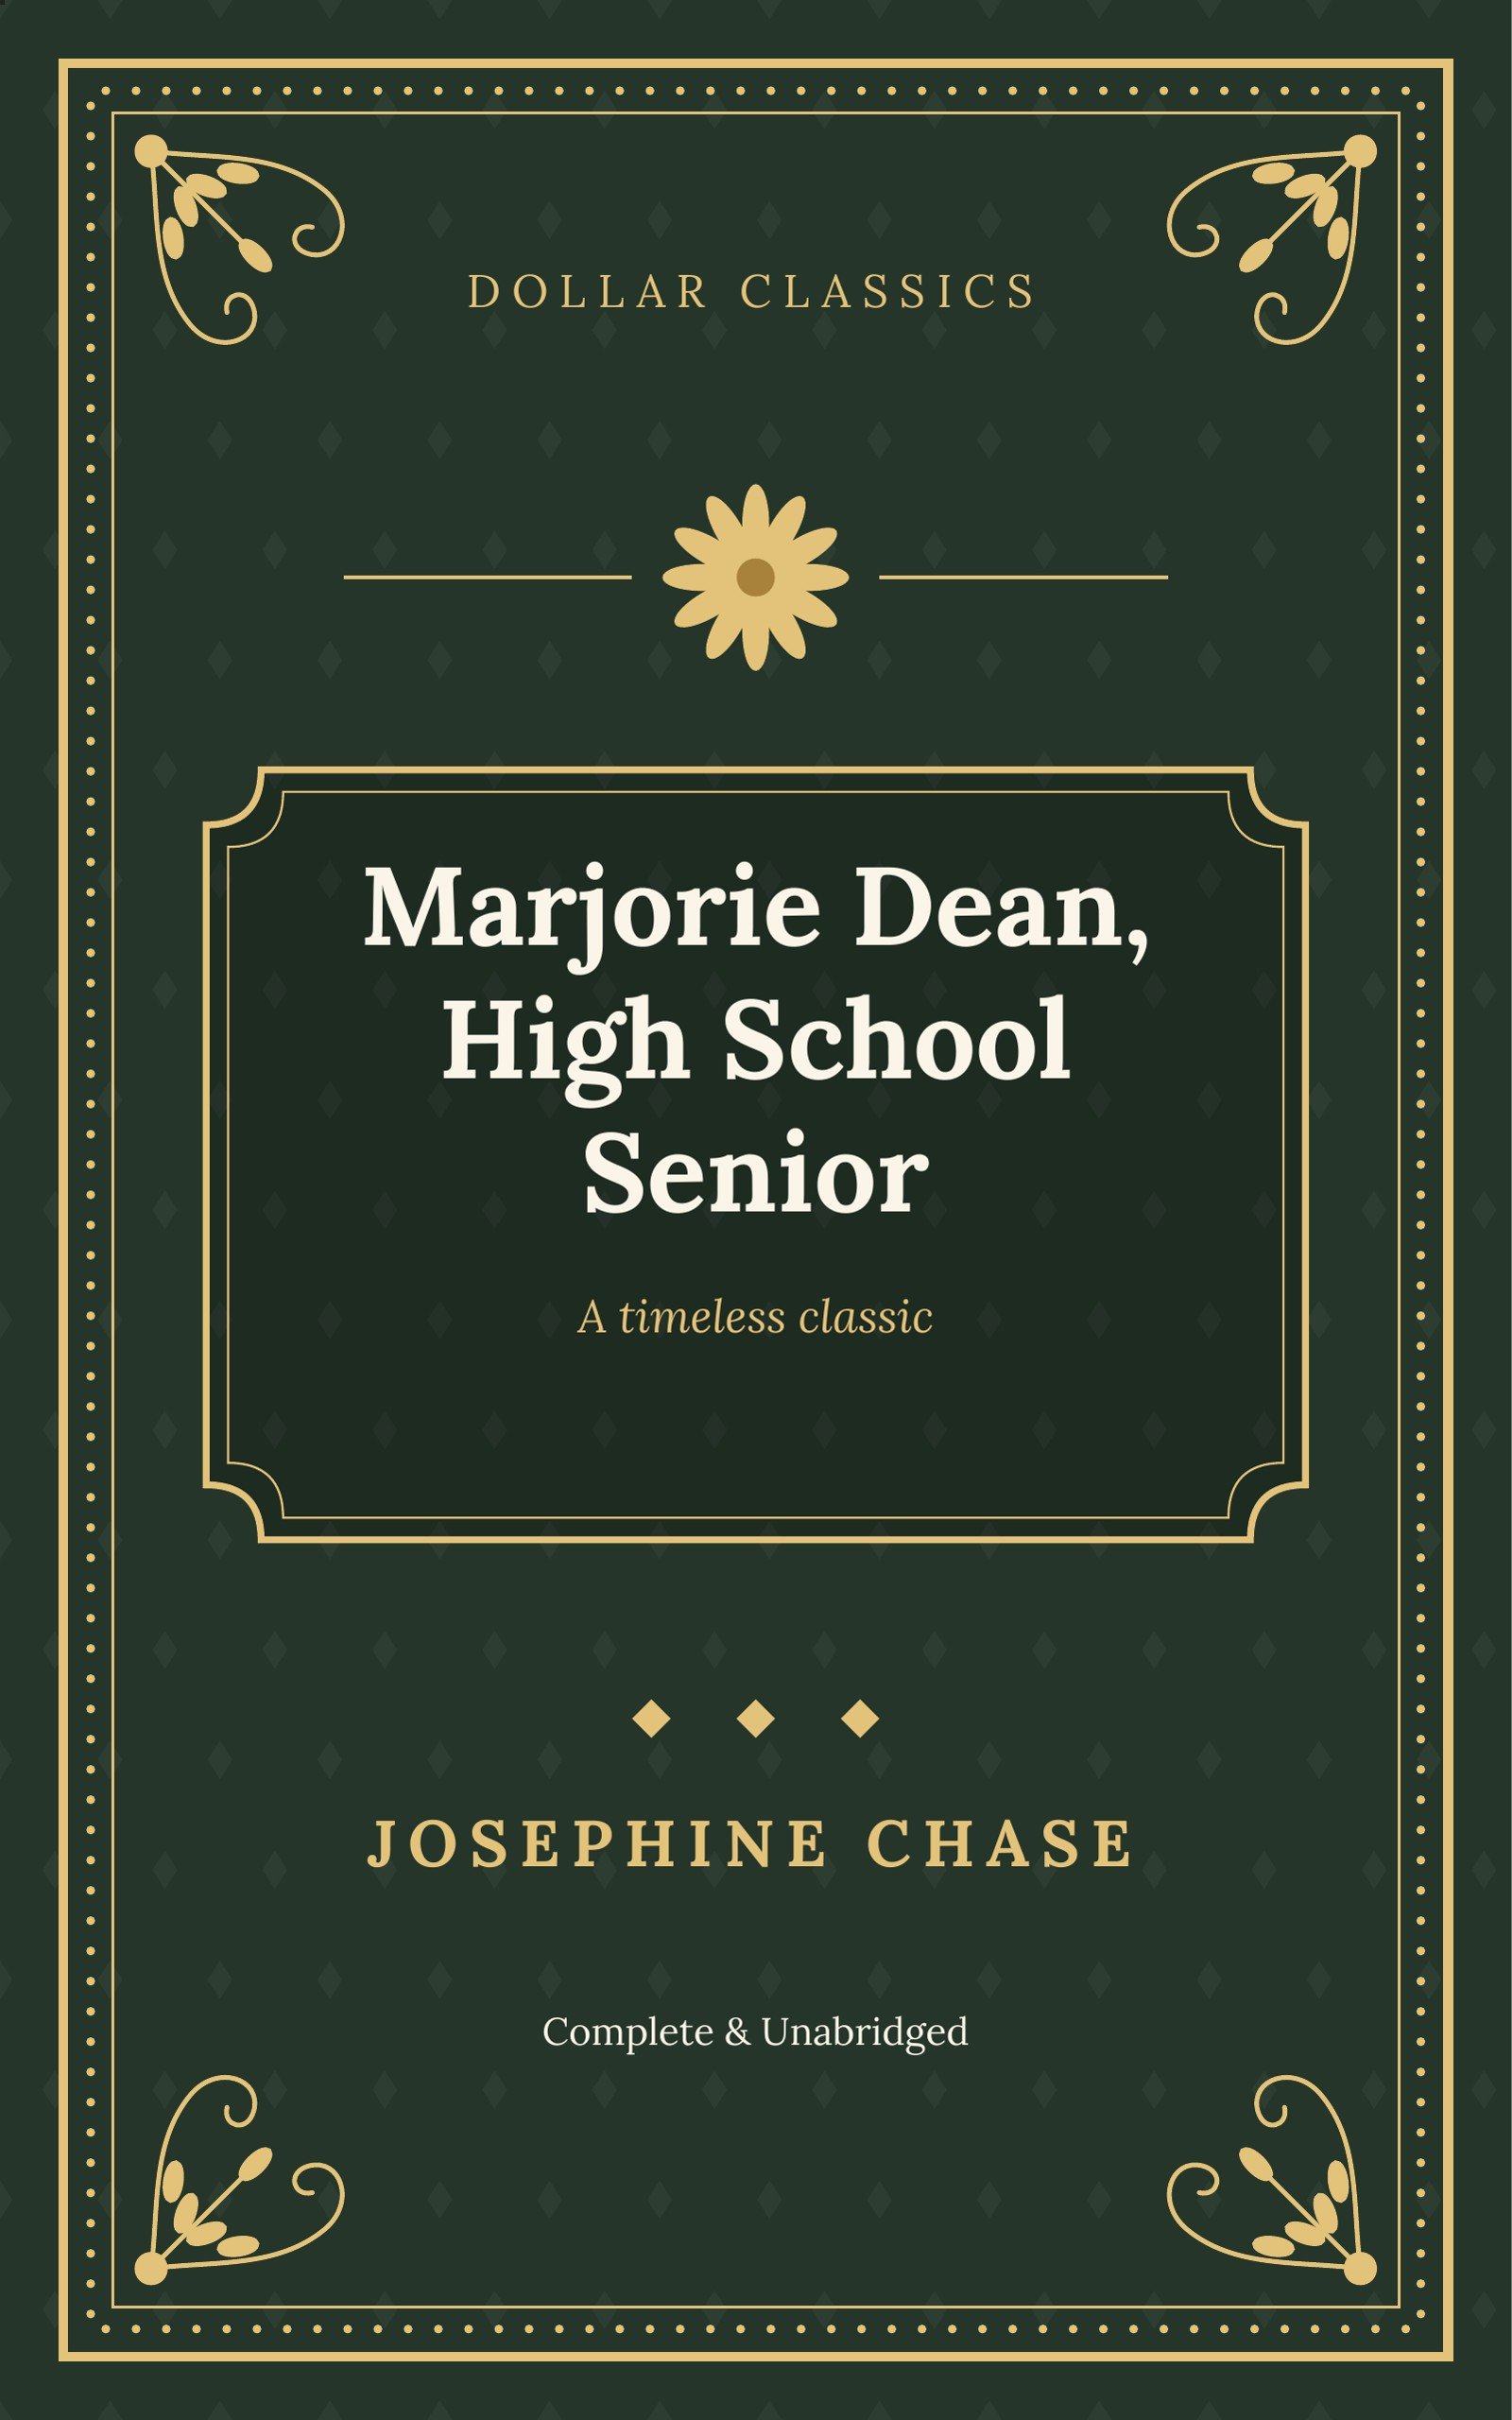 DOLLAR CLASSICS
Marjorie Dean,
High School
Senior
A timeless classic
JOSEPHINE CHASE
Complete & Unabridged